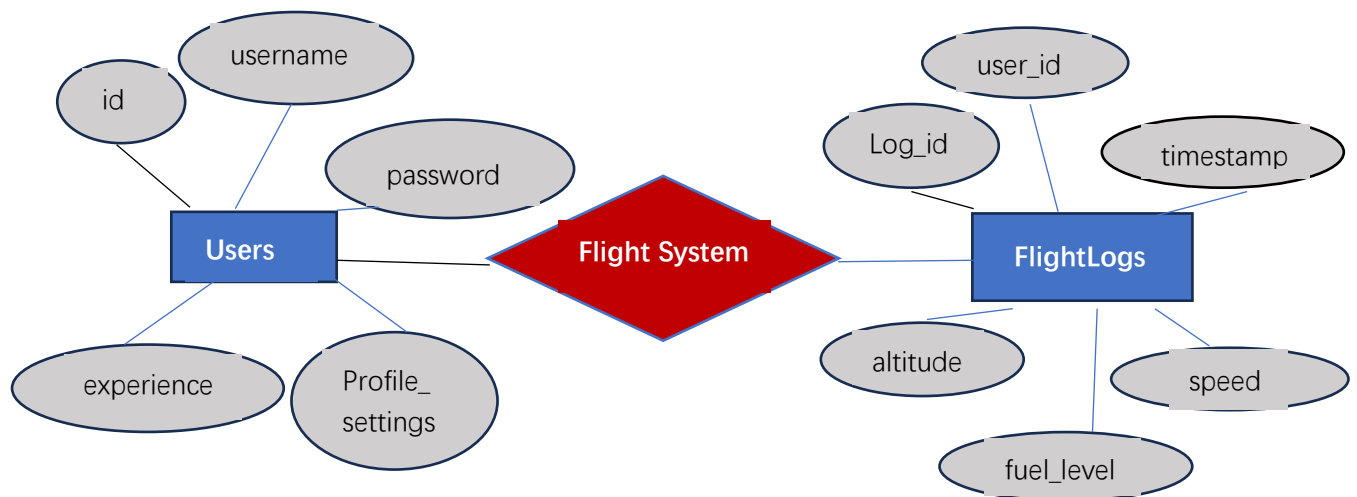 username
id
password
Users
experience
Profile_
settings
Flight System
user_id
Log_id
timestamp
FlightLogs
altitude
speed
fuel_level